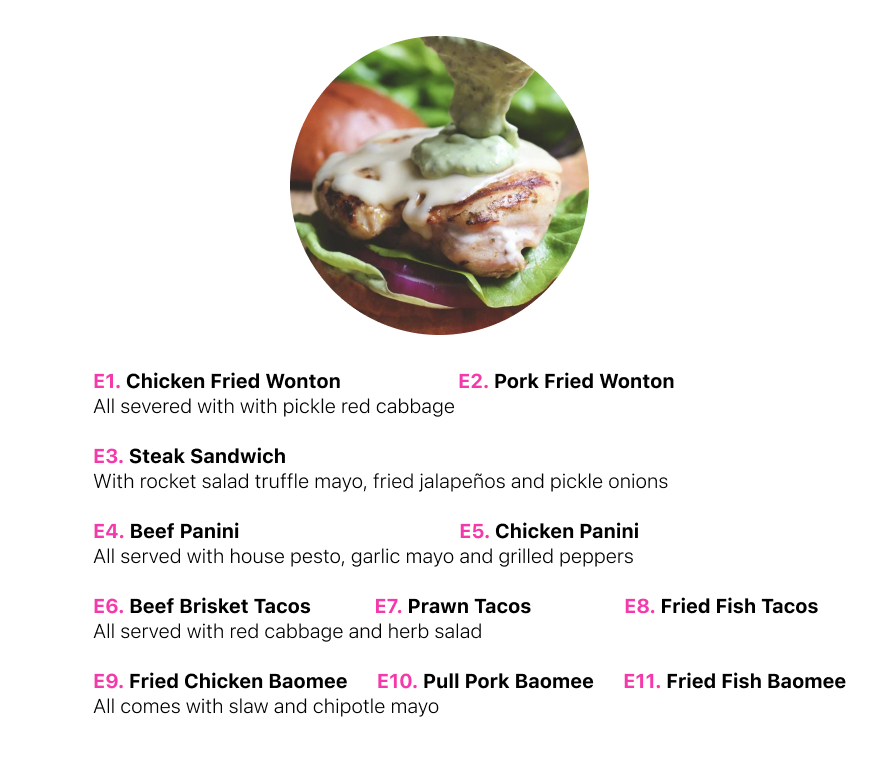 E1. Chicken Fried Wonton E2. Pork Fried Wonton
All severed with with pickle red cabbage
E3. Steak Sandwich
With rocket salad truffle mayo, fried jalapeños and pickle onions
E4. Beef Panini E5. Chicken Panini
All served with house pesto, garlic mayo and grilled peppers
E6. Beef Brisket Tacos E7. Prawn Tacos E8. Fried Fish Tacos
All served with red cabbage and herb salad
E9. Fried Chicken Baomee E10. Pull Pork Baomee E11. Fried Fish Baomee
All comes with slaw and chipotle mayo